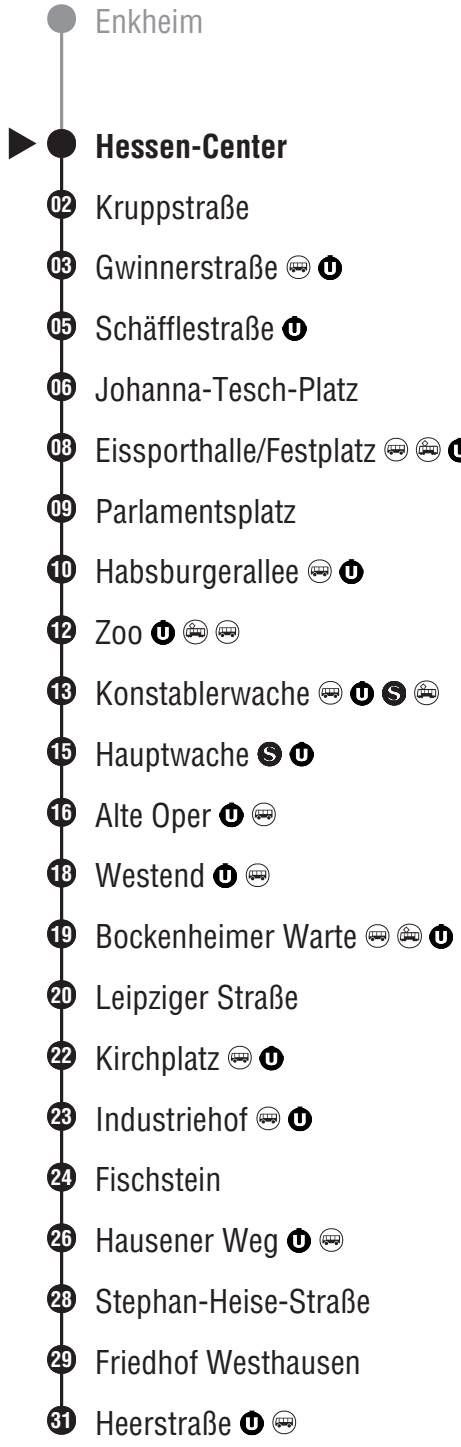 Enkheim
Hessen-Center
02 Kruppstraße
03 Gwinnerstraße U
05 Schäfflestraße U
06 Johanna-Tesch-Platz
08 Eissporthalle/Festplatz U
09 Parlamentsplatz
10 Habsburgerallee U
12 Zoo U
13 Konstablerwache U S
15 Hauptwache S U
16 Alte Oper U
18 Westend U
19 Bockenheimer Warte U
20 Leipziger Straße
22 Kirchplatz U
23 Industriehof U
24 Fischstein
26 Hausener Weg U
28 Stephan-Heise-Straße
29 Friedhof Westhausen
31 Heerstraße U